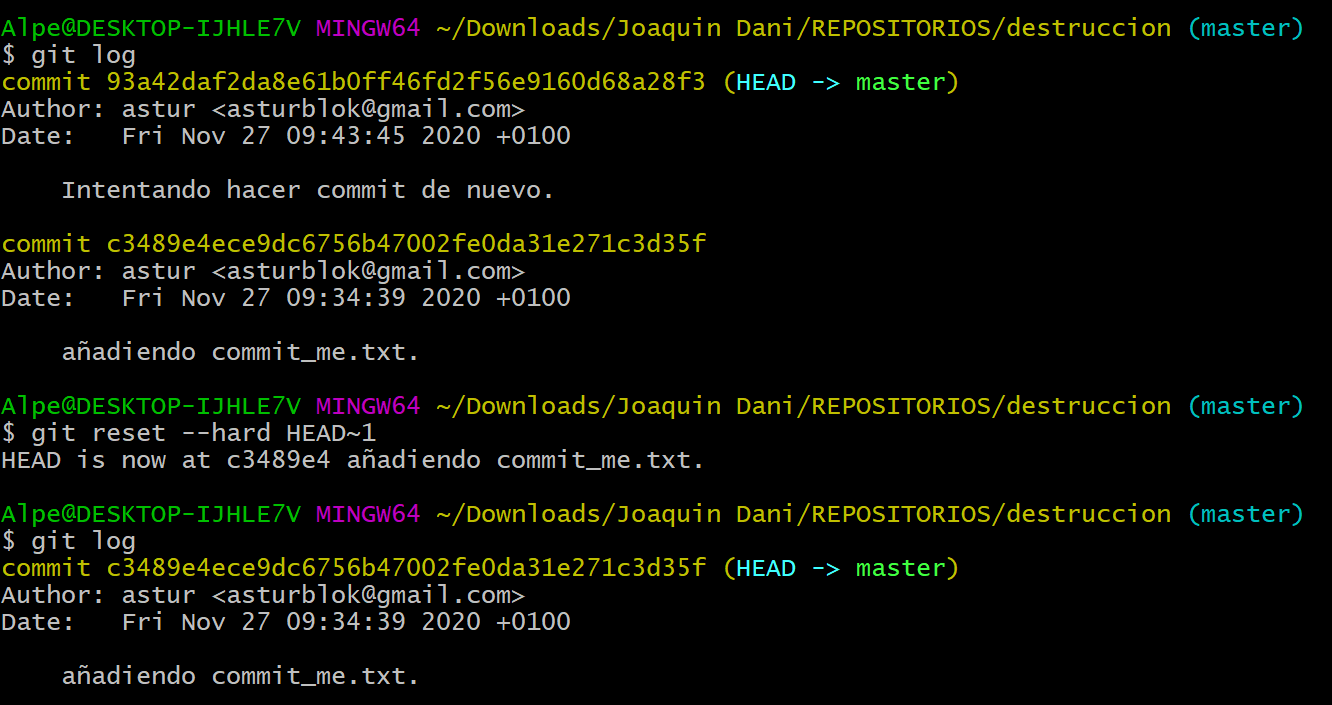 Alpe@DESKTOP-IJHLE7V MINGW64 ~/Downloads/Joaquin Dani/REPOSITORIOS/destruccion (master)
$ git log
commit 93a42daf2da8e61b0ff46fd2f56e9160d68a28f3 (HEAD -> master)
Author: astur <asturblok@gmail.com>
Date:   Fri Nov 27 09:43:45 2020 +0100
    Intentando hacer commit de nuevo.
commit c3489e4ece9dc6756b47002fe0da31e271c3d35f
Author: astur <asturblok@gmail.com>
Date:   Fri Nov 27 09:34:39 2020 +0100
    añadiendo commit_me.txt.
Alpe@DESKTOP-IJHLE7V MINGW64 ~/Downloads/Joaquin Dani/REPOSITORIOS/destruccion (master)
$ git reset --hard HEAD~1
HEAD is now at c3489e4 añadiendo commit_me.txt.
Alpe@DESKTOP-IJHLE7V MINGW64 ~/Downloads/Joaquin Dani/REPOSITORIOS/destruccion (master)
$ git log
commit c3489e4ece9dc6756b47002fe0da31e271c3d35f (HEAD -> master)
Author: astur <asturblok@gmail.com>
Date:   Fri Nov 27 09:34:39 2020 +0100
    añadiendo commit_me.txt.